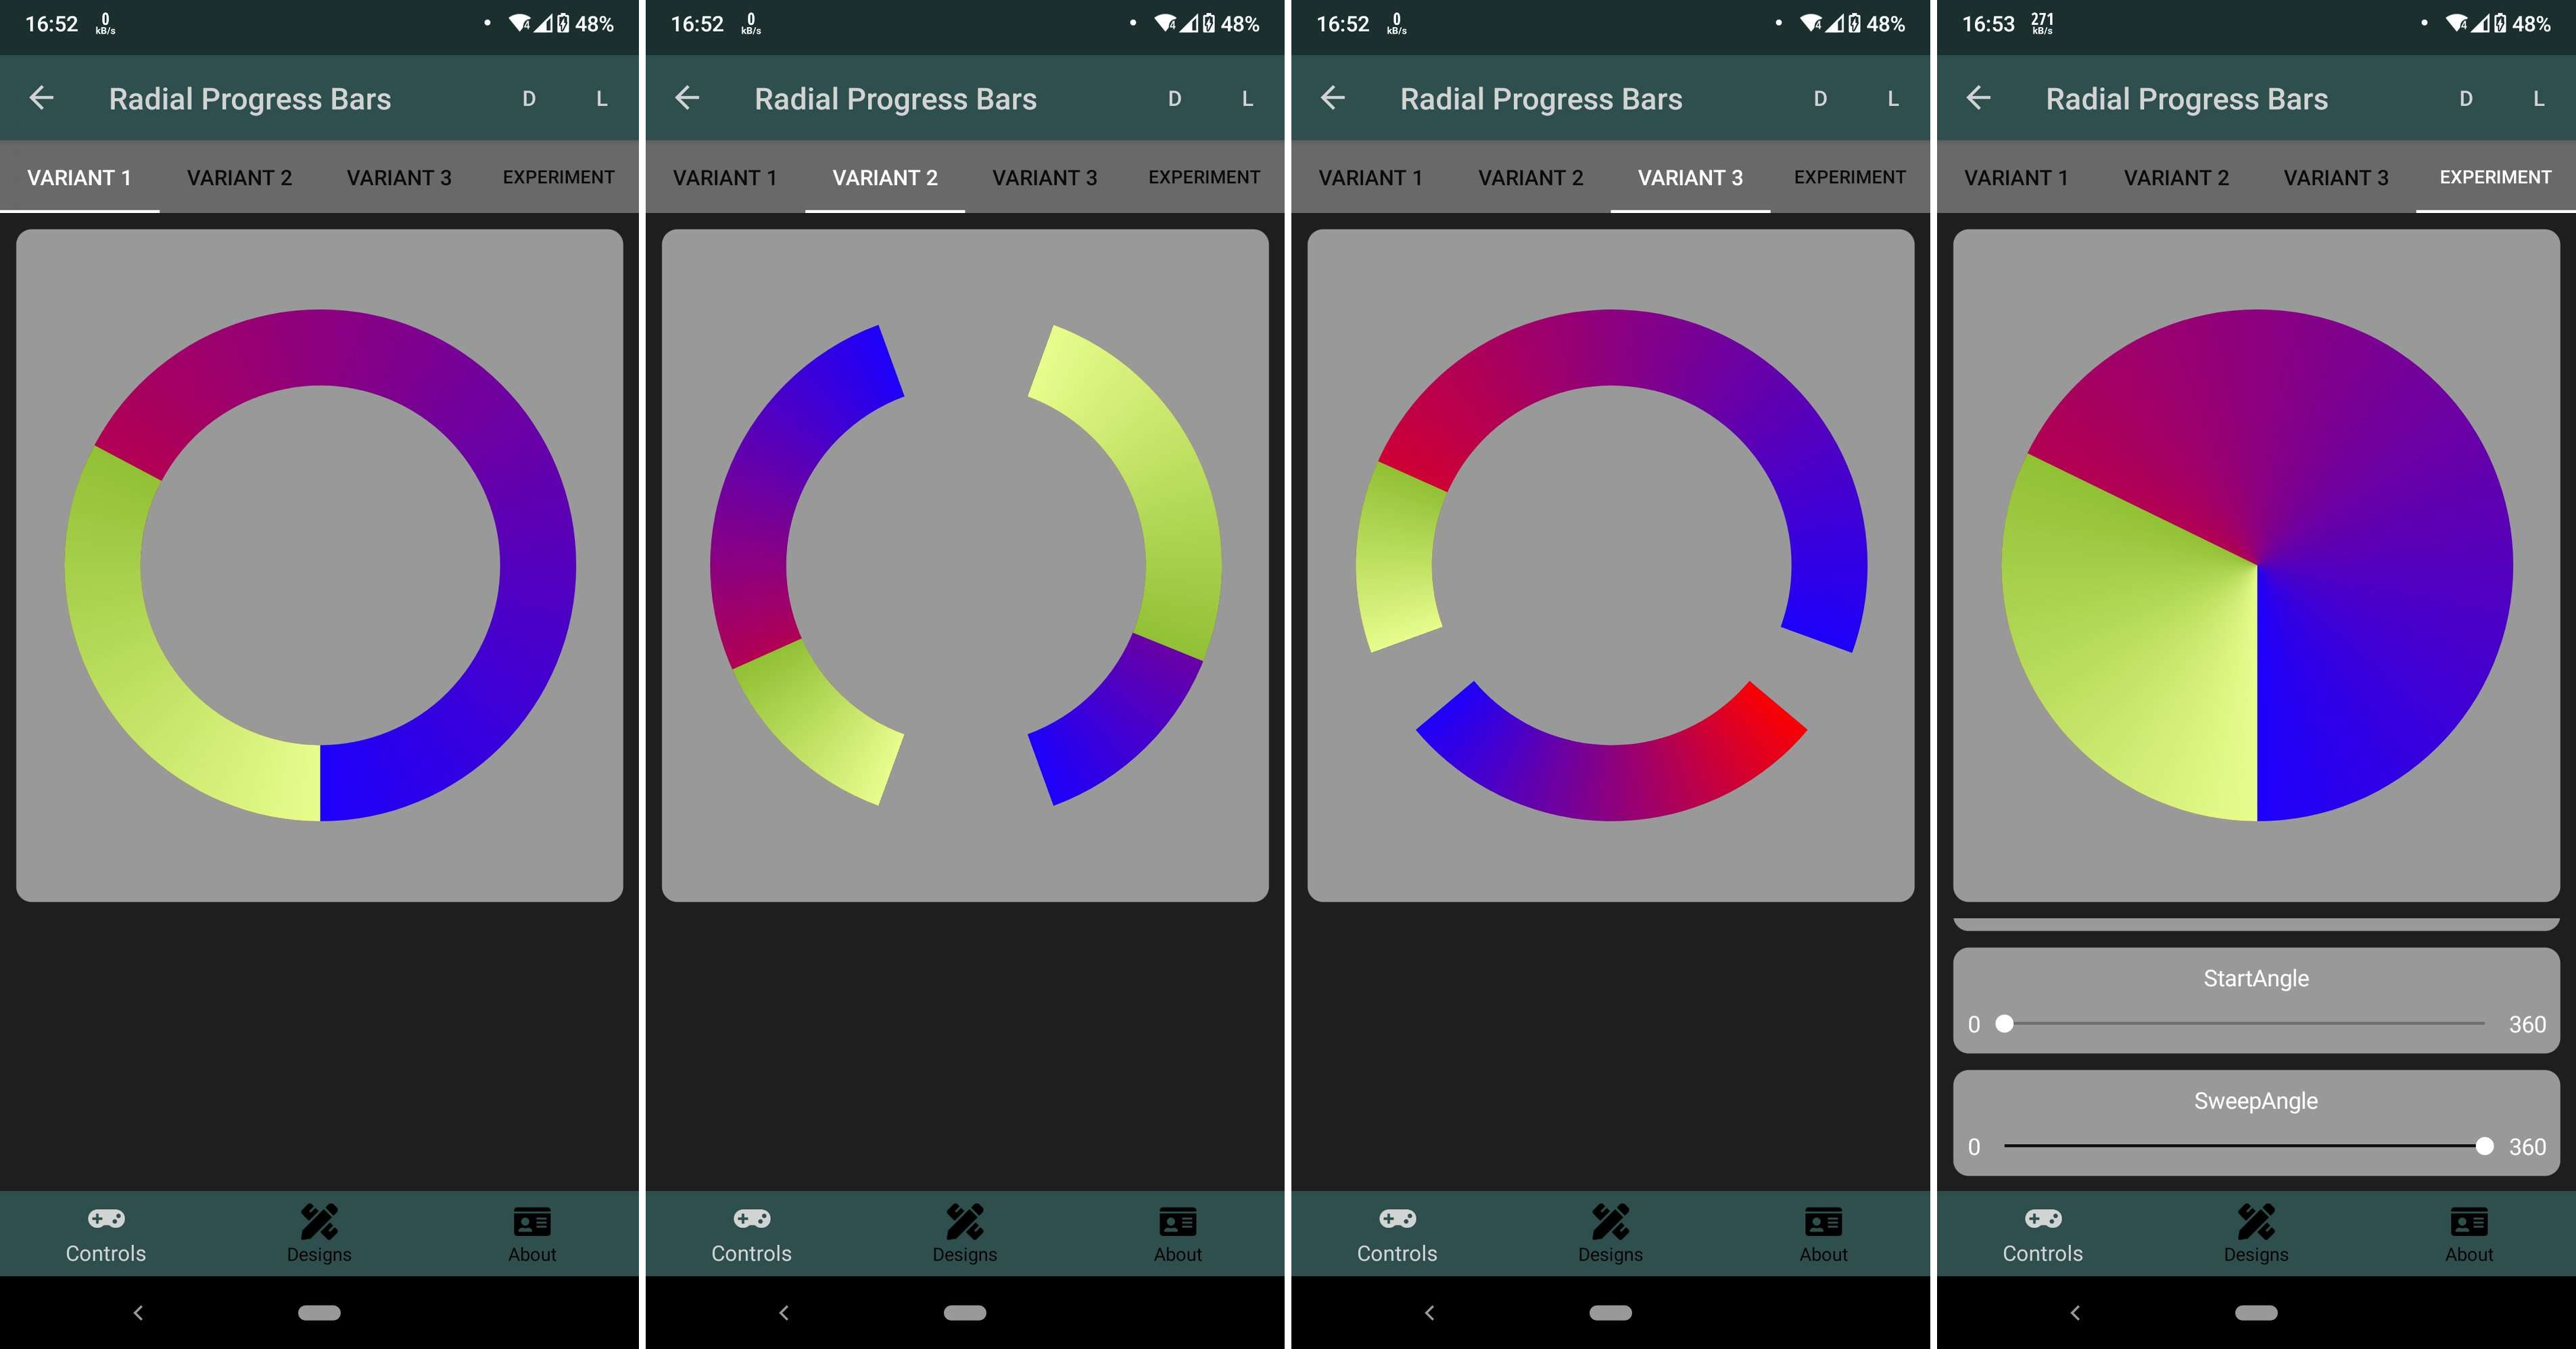 16:52 0 kB/s 48%
Radial Progress Bars D L
VARIANT 1 VARIANT 2 VARIANT 3 EXPERIMENT
Controls Designs About
16:52 0 kB/s 48%
Radial Progress Bars D L
VARIANT 1 VARIANT 2 VARIANT 3 EXPERIMENT
Controls Designs About
16:52 0 kB/s 48%
Radial Progress Bars D L
VARIANT 1 VARIANT 2 VARIANT 3 EXPERIMENT
Controls Designs About
16:53 271 kB/s 48%
Radial Progress Bars D L
VARIANT 1 VARIANT 2 VARIANT 3 EXPERIMENT
StartAngle
0 360
SweepAngle
0 360
Controls Designs About